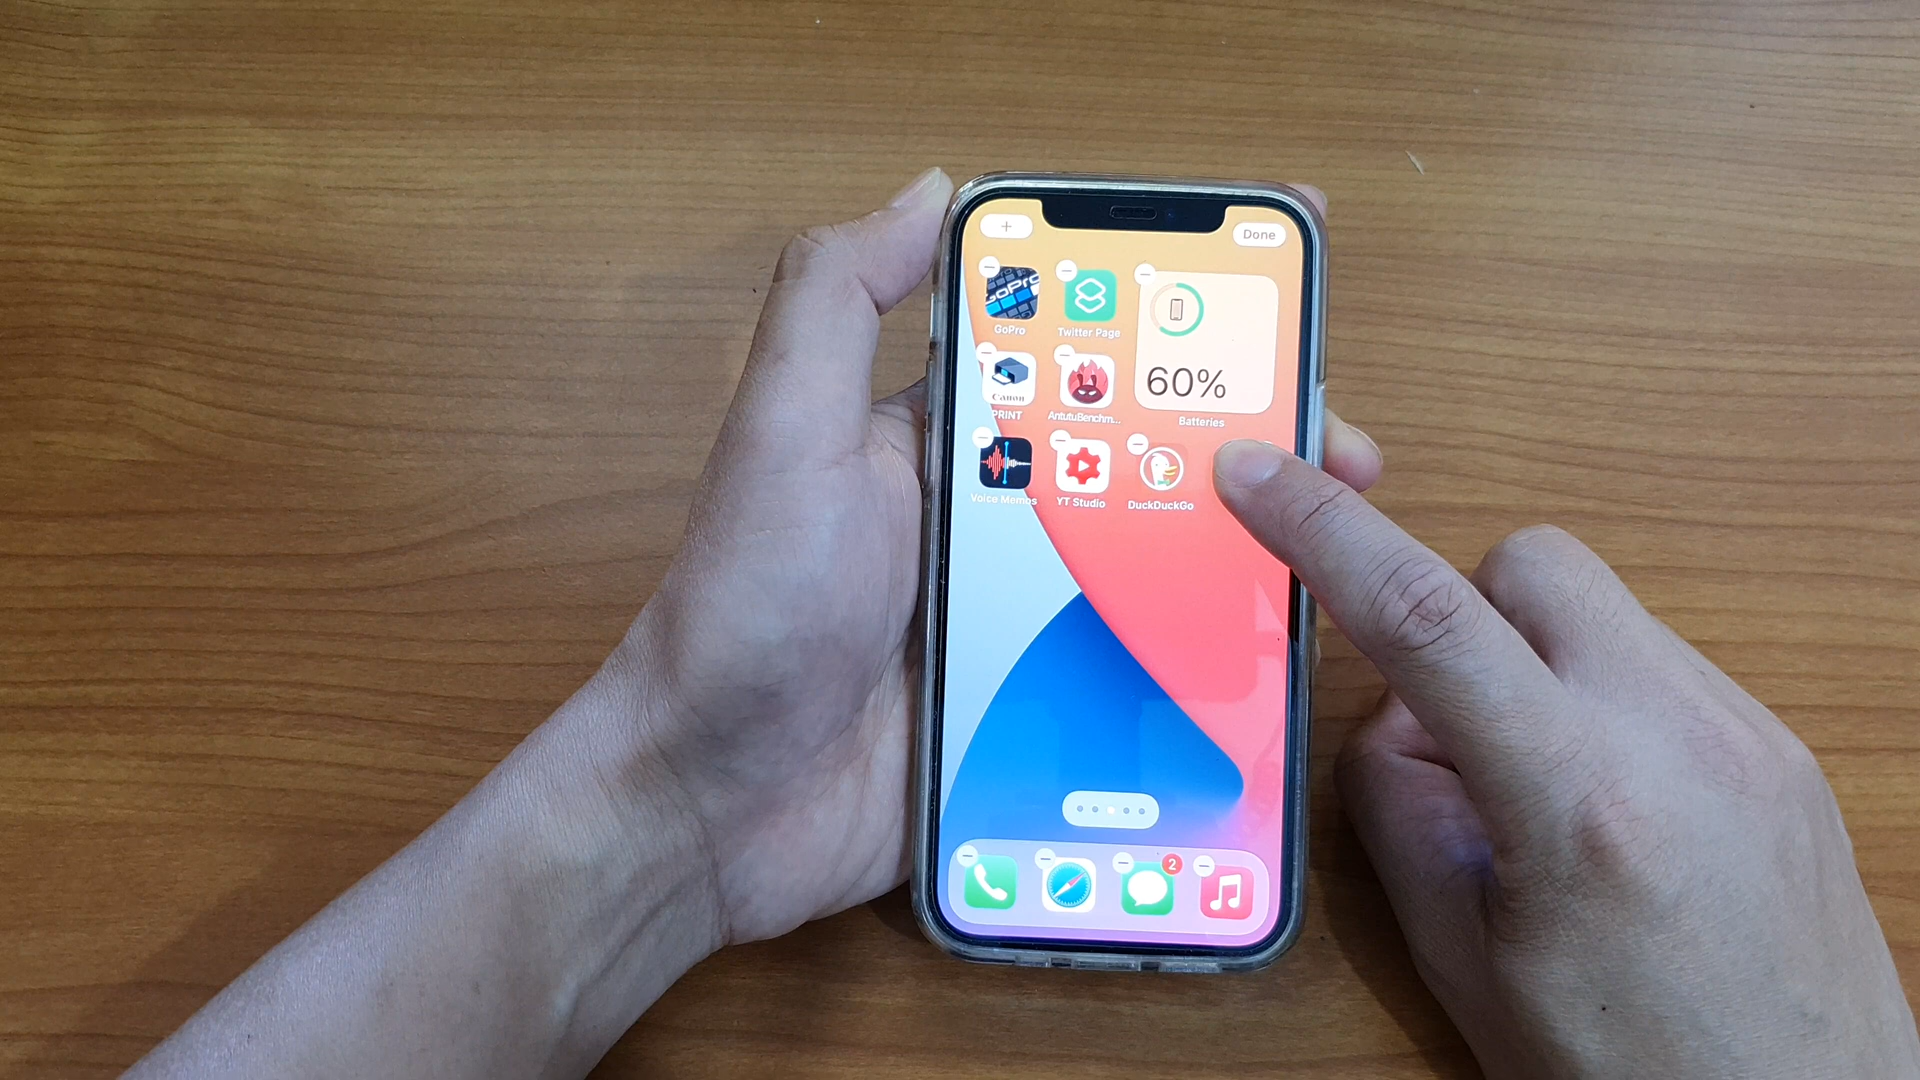 +
Done
GoPro
GoPro
Twitter Page
Canon
PRINT
AntutuBenchm...
60%
Batteries
Voice Memos
YT Studio
DuckDuckGo
2